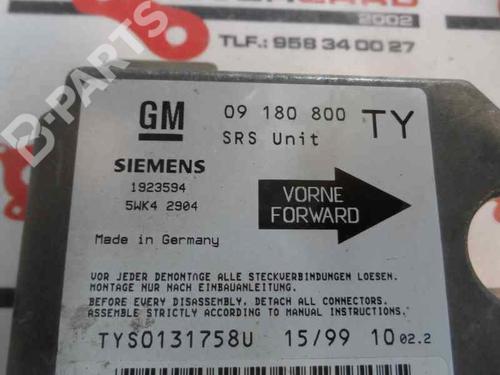 2002
TLF.: 958 34 00 27
B-PARTS
GM
09 180 800 TY
SRS Unit
SIEMENS
1923594
5WK4 2904
VORNE
FORWARD
Made in Germany
VOR JEDER DEMONTAGE ALLE STECKVERBINDUNGEN LOESEN.
MONTAGE NUR NACH EINBAUANLEITUNG.
BEFORE EVERY DISASSEMBLY, DETACH ALL CONNECTORS.
ASSEMBLE STRICTLY ACCORDING TO MANUAL INSTRUCTIONS.
TYS0131758U 15/99 10 02.2